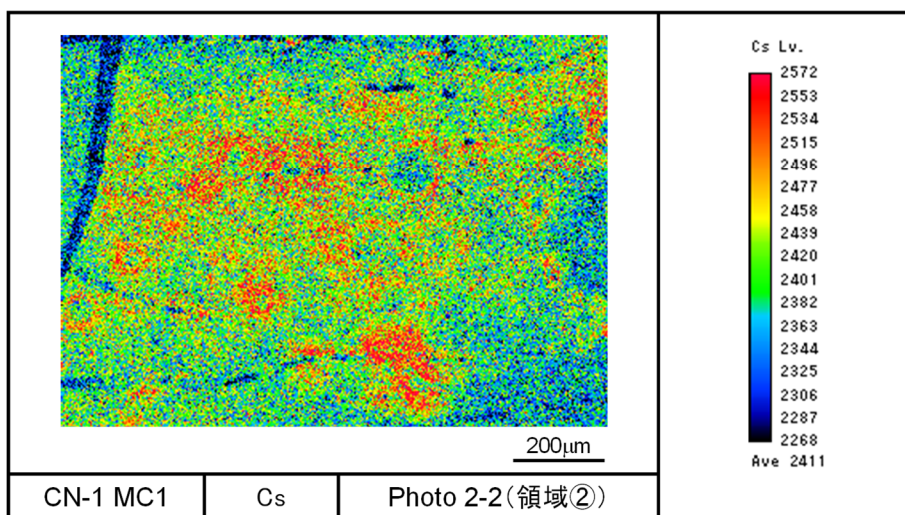 Cs Lv.
2572
2553
2534
2515
2496
2477
2458
2439
2420
2401
2382
2363
2344
2325
2306
2287
2268
Ave 2411
200μm
CN-1 MC1
Cs
Photo 2-2(領域②)